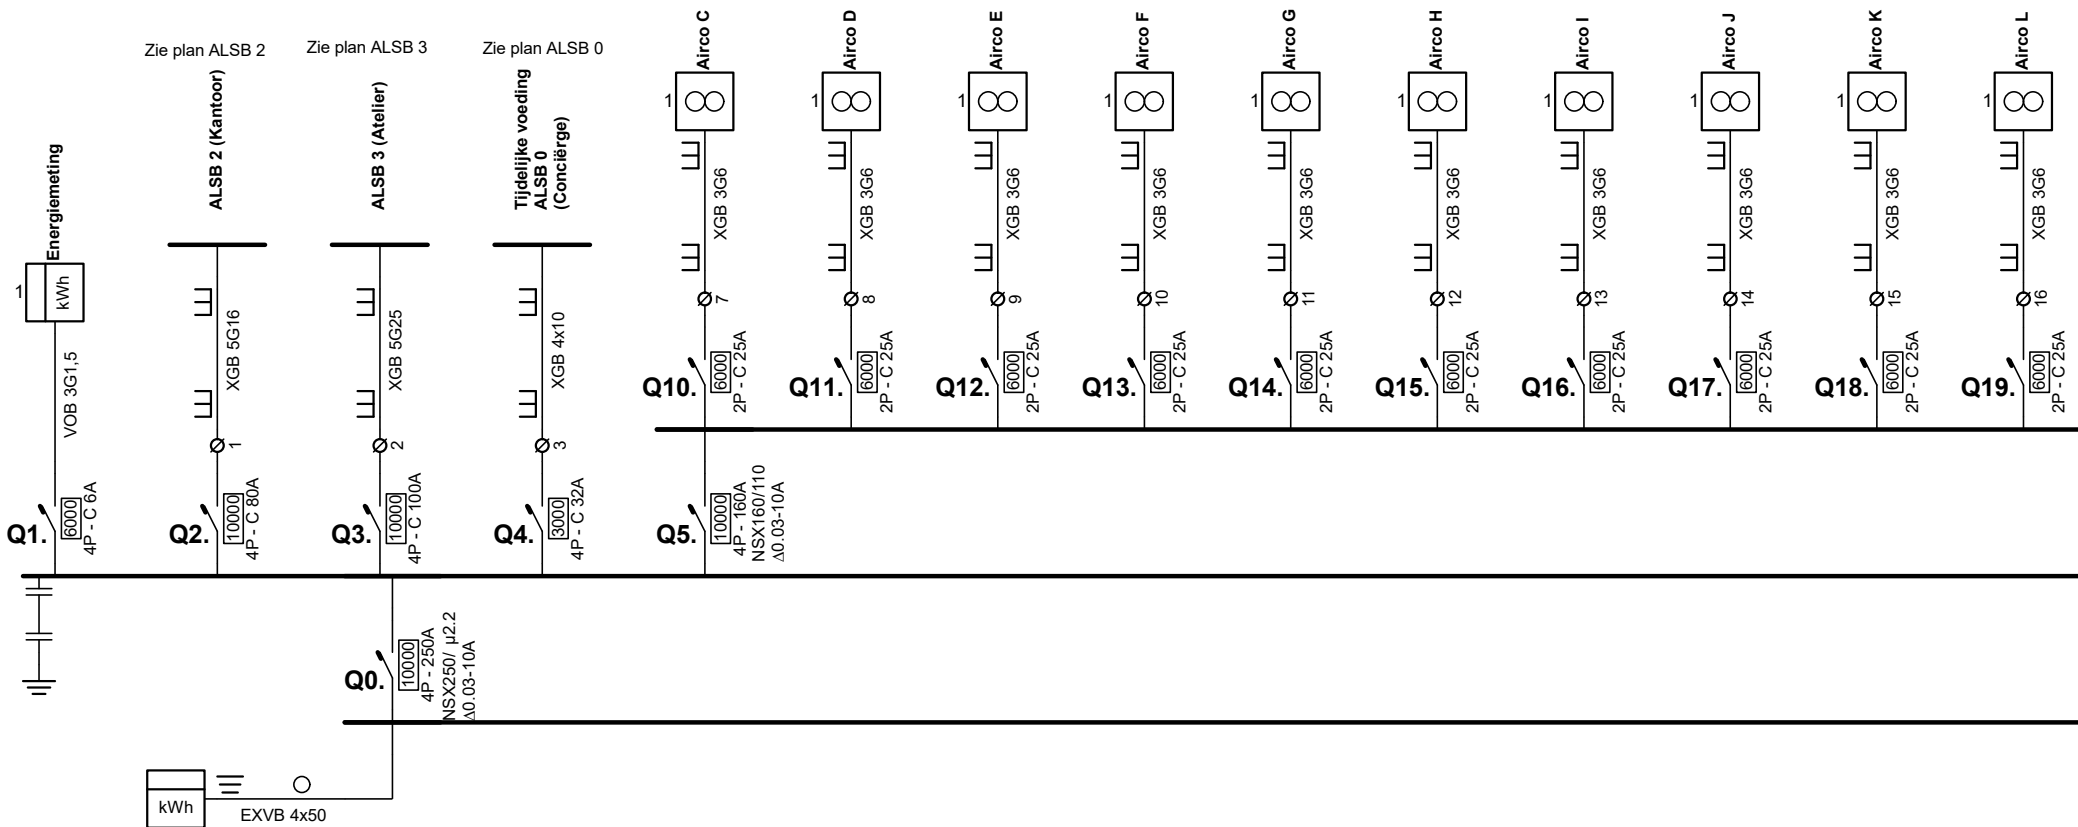 Zie plan ALSB 2
Zie plan ALSB 3
Zie plan ALSB 0
Energiemeting
ALSB 2 (Kantoor)
ALSB 3 (Atelier)
Tijdelijke voeding
ALSB 0
(Conciërge)
Airco C
Airco D
Airco E
Airco F
Airco G
Airco H
Airco I
Airco J
Airco K
Airco L
1
1
1
1
1
1
1
1
1
1
XGB 3G6
XGB 3G6
XGB 3G6
XGB 3G6
XGB 3G6
XGB 3G6
XGB 3G6
XGB 3G6
XGB 3G6
XGB 3G6
7
8
9
10
11
12
13
14
15
16
Q10.
6000
2P - C 25A
Q11.
6000
2P - C 25A
Q12.
6000
2P - C 25A
Q13.
6000
2P - C 25A
Q14.
6000
2P - C 25A
Q15.
6000
2P - C 25A
Q16.
6000
2P - C 25A
Q17.
6000
2P - C 25A
Q18.
6000
2P - C 25A
Q19.
6000
2P - C 25A
1
kWh
VOB 3G1,5
XGB 5G16
XGB 5G25
XGB 4x10
1
2
3
Q1.
6000
4P - C 6A
Q2.
10000
4P - C 80A
Q3.
10000
4P - C 100A
Q4.
3000
4P - C 32A
Q5.
10000
4P - 160A
NSX160/110
Δ0.03-10A
Q0.
10000
4P - 250A
NSX250/ µ2.2
Δ0.03-10A
kWh
EXVB 4x50